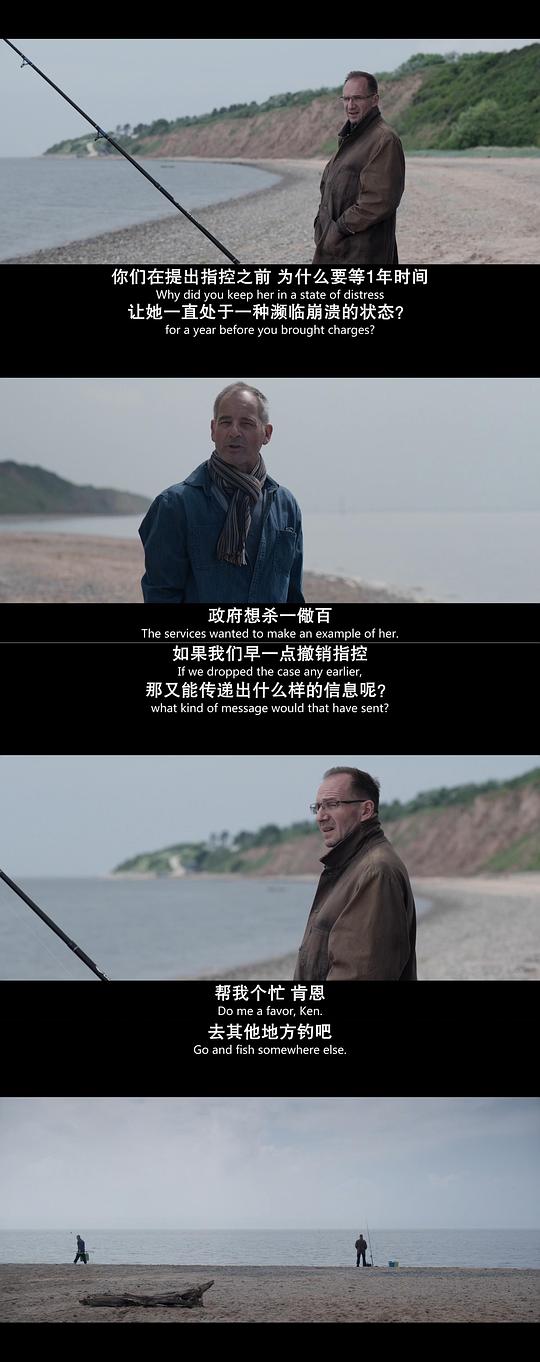 你们在提出指控之前 为什么要等1年时间
Why did you keep her in a state of distress
让她一直处于一种濒临崩溃的状态？
for a year before you brought charges?
政府想杀一儆百
The services wanted to make an example of her.
如果我们早一点撤销指控
If we dropped the case any earlier,
那又能传递出什么样的信息呢？
what kind of message would that have sent?
帮我个忙 肯恩
Do me a favor, Ken.
去其他地方钓吧
Go and fish somewhere else.